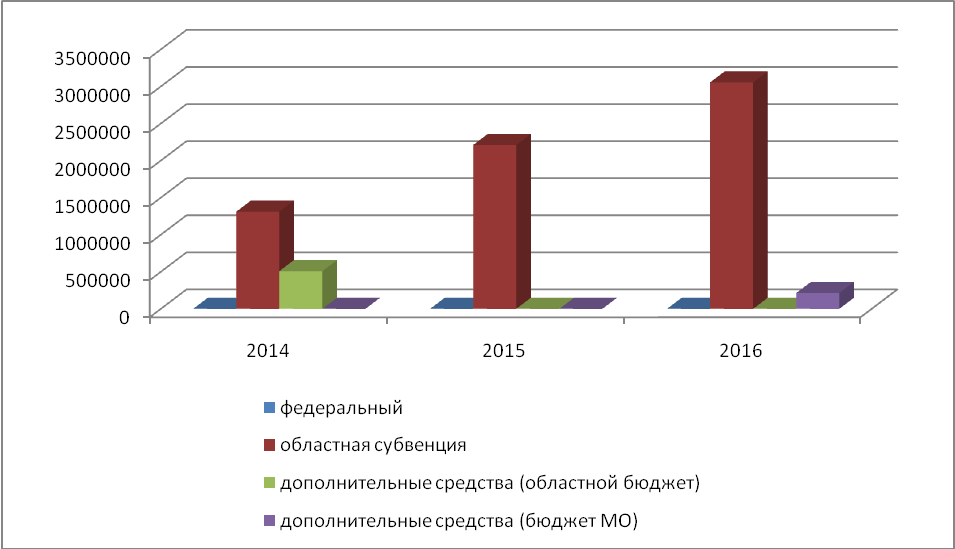 3500000
3000000
2500000
2000000
1500000
1000000
500000
0
2014 2015 2016
федеральный
областная субвенция
дополнительные средства (областной бюджет)
дополнительные средства (бюджет МО)